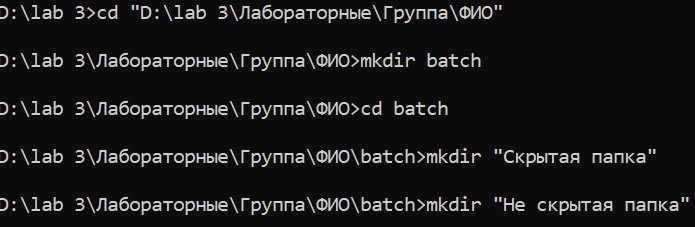 D:\lab 3>cd "D:\lab 3\Лабораторные\Группа\ФИО"
D:\lab 3\Лабораторные\Группа\ФИО>mkdir batch
D:\lab 3\Лабораторные\Группа\ФИО>cd batch
D:\lab 3\Лабораторные\Группа\ФИО\batch>mkdir "Скрытая папка"
D:\lab 3\Лабораторные\Группа\ФИО\batch>mkdir "Не скрытая папка"